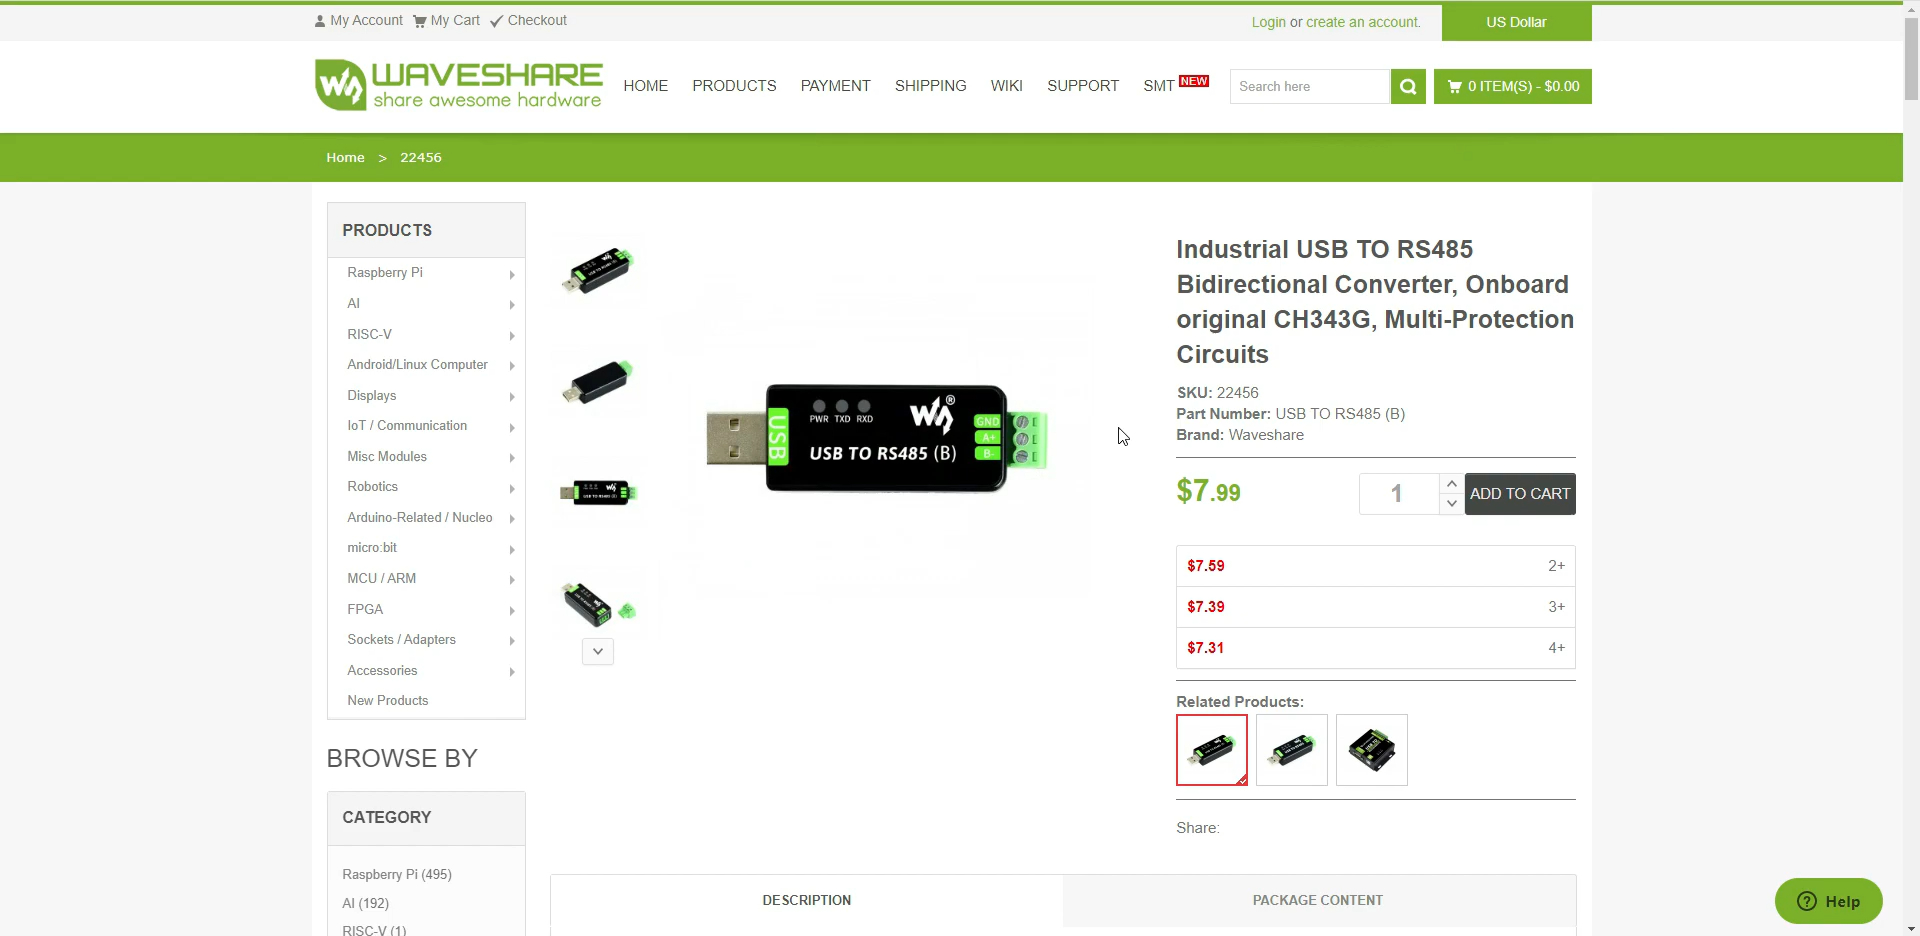 My Account My Cart Checkout
Login or create an account.
US Dollar
WAVESHARE
share awesome hardware
HOME PRODUCTS PAYMENT SHIPPING WIKI SUPPORT SMT NEW
Search here
0 ITEM(S) - $0.00
Home > 22456
PRODUCTS
Raspberry Pi
AI
RISC-V
Android/Linux Computer
Displays
IoT / Communication
Misc Modules
Robotics
Arduino-Related / Nucleo
micro:bit
MCU / ARM
FPGA
Sockets / Adapters
Accessories
New Products
BROWSE BY
CATEGORY
Raspberry Pi (495)
AI (192)
RISC-V (1)
USB
PWR TXD RXD
USB TO RS485 (B)
GND
A+
B-
Industrial USB TO RS485
Bidirectional Converter, Onboard
original CH343G, Multi-Protection
Circuits
SKU: 22456
Part Number: USB TO RS485 (B)
Brand: Waveshare
$7.99
1
ADD TO CART
$7.59 2+
$7.39 3+
$7.31 4+
Related Products:
Share:
DESCRIPTION
PACKAGE CONTENT
Help